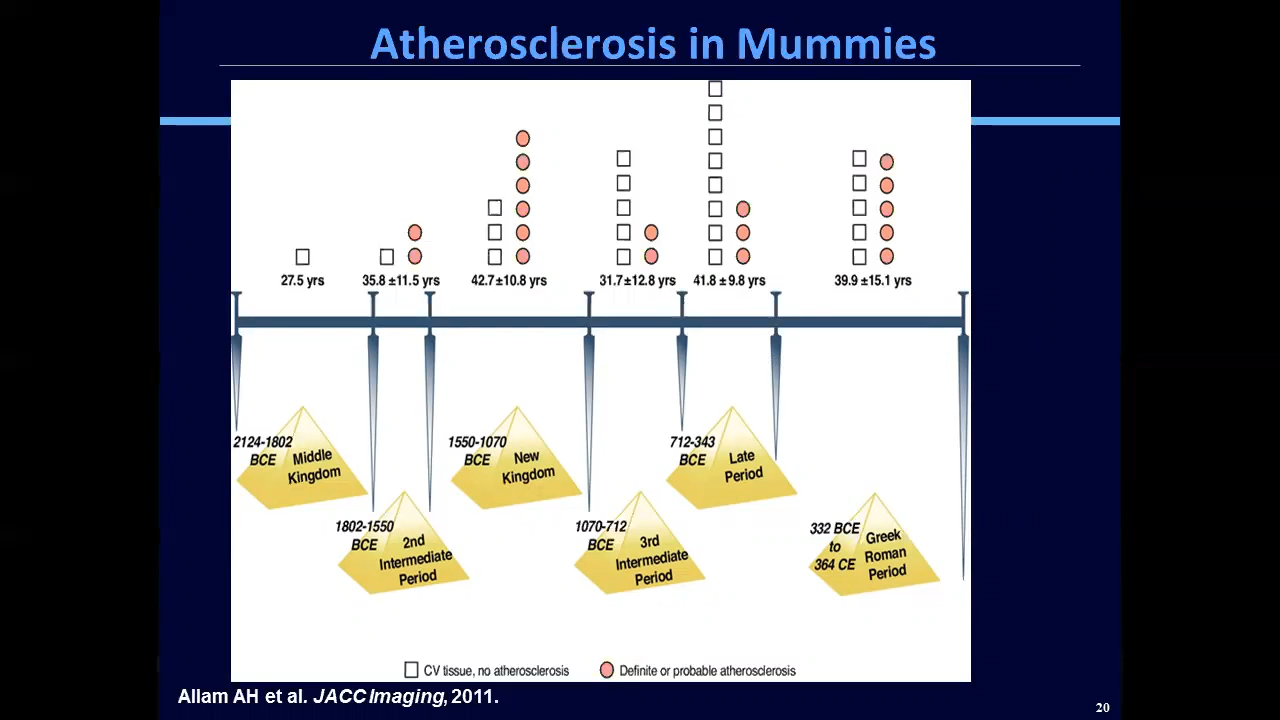 Atherosclerosis in Mummies
27.5 yrs
35.8 ±11.5 yrs
42.7±10.8 yrs
31.7±12.8 yrs
41.8 ± 9.8 yrs
39.9 ±15.1 yrs
2124-1802
BCE
Middle
Kingdom
1802-1550
BCE
2nd
Intermediate
Period
1550-1070
BCE
New
Kingdom
1070-712
BCE
3rd
Intermediate
Period
712-343
BCE
Late
Period
332 BCE
to
364 CE
Greek
Roman
Period
CV tissue, no atherosclerosis
Definite or probable atherosclerosis
Allam AH et al. JACC Imaging, 2011.
20